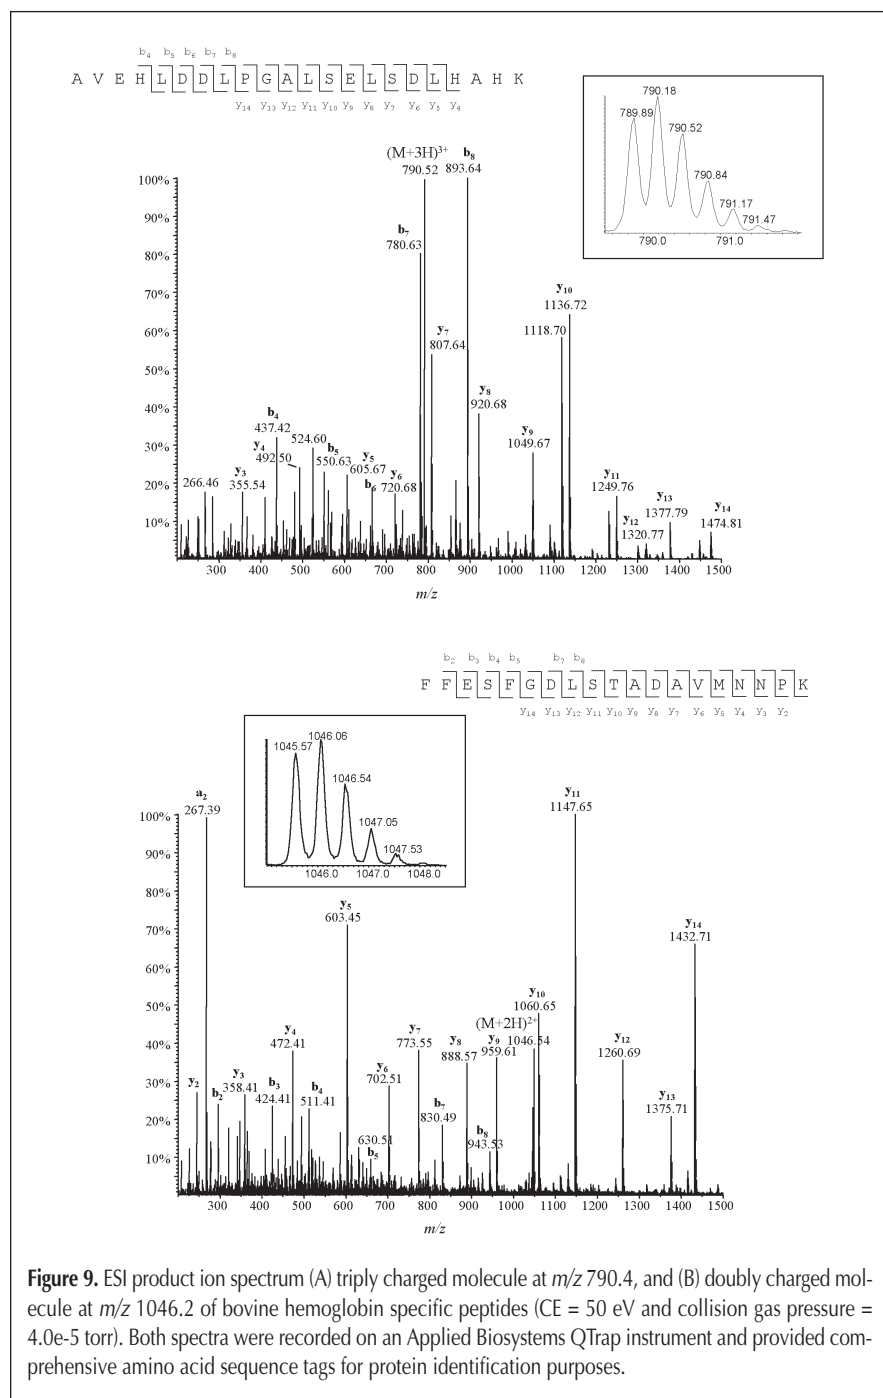 b4 b5 b6 b7 b8
A V E H L D D L P G A L S E L S D L H A H K
y14 y13 y12 y11 y10 y9 y8 y7 y6 y5 y4
790.18
789.89
790.52
790.84
791.17
791.47
790.0 791.0
(M+3H)3+ b8
790.52 893.64
100%
90%
b7
780.63
80%
70%
y10
1136.72
1118.70
60%
y7
807.64
50%
y8
920.68
40%
b4
437.42
524.60
y9
1049.67
30%
y4
492.50
b5
550.63
y5
605.67
y6
720.68
b6
266.46
y3
355.54
y11
1249.76
20%
y13
1377.79
y12
1320.77
y14
1474.81
10%
300 400 500 600 700 800 900 1000 1100 1200 1300 1400 1500
m/z
b2 b3 b4 b5 b7 b8
F F E S F G D L S T A D A V M N N P K
y14 y13 y12 y11 y10 y9 y8 y7 y6 y5 y4 y3 y2
1046.06
1045.57
1046.54
1047.05
1047.53
1046.0 1047.0 1048.0
a2
267.39
y11
1147.65
100%
90%
80%
y5
603.45
70%
y14
1432.71
60%
50%
y10
1060.65
(M+2H)2+
1046.54
y4
472.41
y7
773.55
y8
888.57
y9
959.61
40%
y12
1260.69
30%
y2
b2
y3
358.41
b3
424.41
b4
511.41
y6
702.51
y13
1375.71
20%
b7
830.49
630.51
b5
b8
943.53
10%
300 400 500 600 700 800 900 1000 1100 1200 1300 1400 1500
m/z
Figure 9. ESI product ion spectrum (A) triply charged molecule at m/z 790.4, and (B) doubly charged mol-
ecule at m/z 1046.2 of bovine hemoglobin specific peptides (CE = 50 eV and collision gas pressure =
4.0e-5 torr). Both spectra were recorded on an Applied Biosystems QTrap instrument and provided com-
prehensive amino acid sequence tags for protein identification purposes.